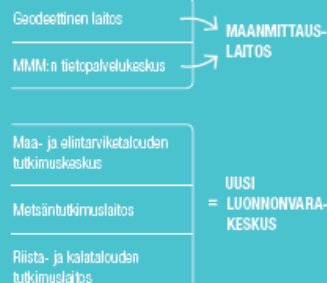 Geodeettinen laitos
MMM:n tietopalvelukeskus
MAANMITTAUS-
LAITOS
Maa- ja elintarviketalouden
tutkimuskeskus
Metsäntutkimuslaitos
Riista- ja kalatalouden
tutkimuslaitos
UUSI
= LUONNONVARA-
KESKUS